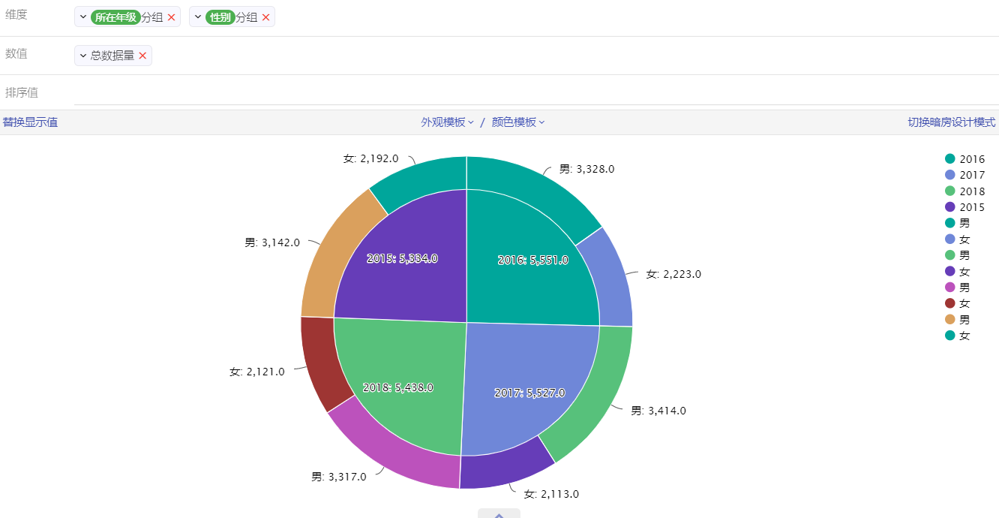 维度 所在年级分组 性别分组
数值 总数据量
排序值
替换显示值 外观模板 / 颜色模板 切换暗房设计模式
女: 2,192.0
男: 3,328.0
男: 3,142.0
2015: 5,334.0
2016: 5,551.0
女: 2,223.0
女: 2,121.0
2018: 5,438.0
2017: 5,527.0
男: 3,414.0
男: 3,317.0
女: 2,113.0
2016
2017
2018
2015
男
女
男
女
男
女
男
女